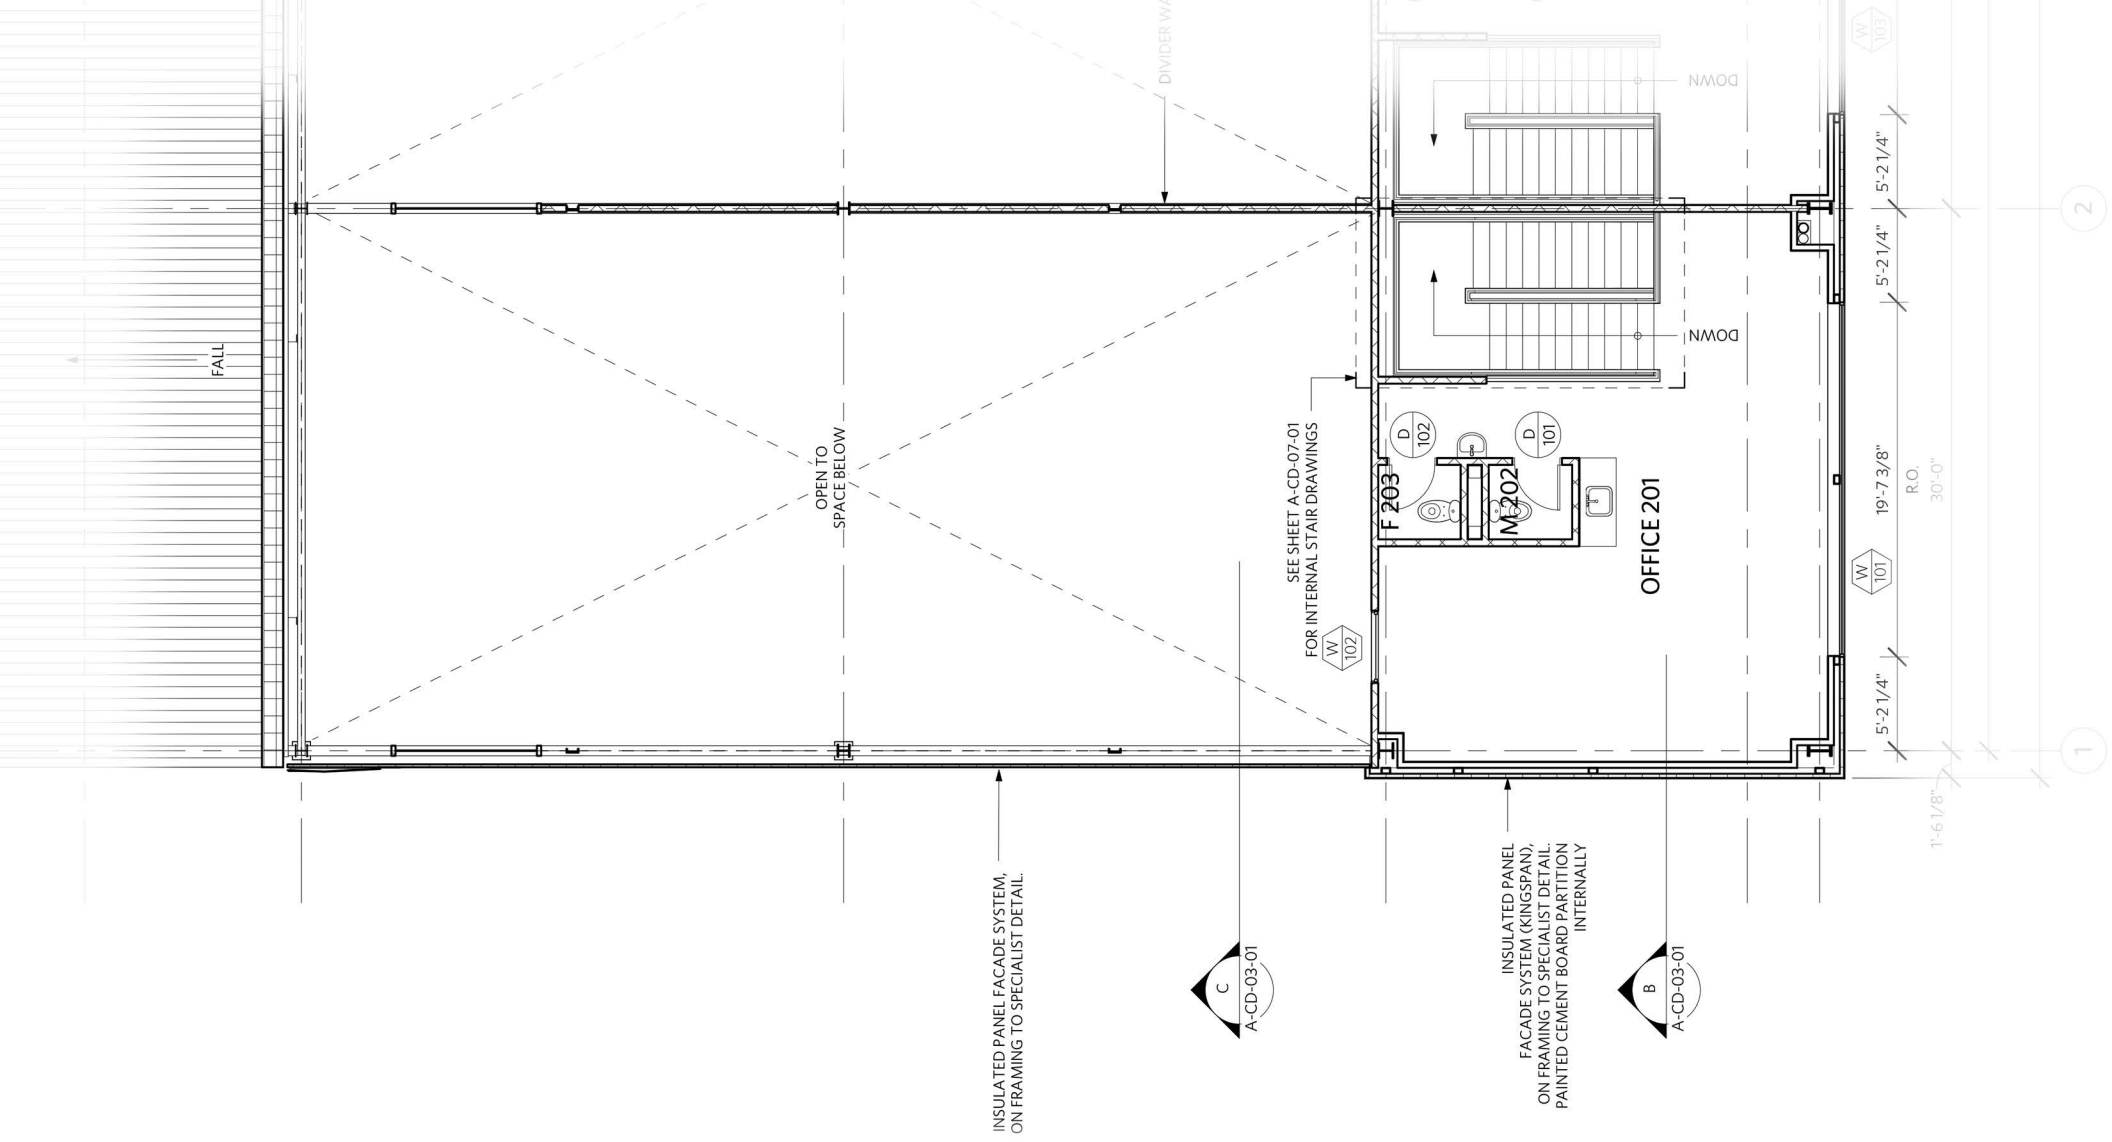 DIVIDER WA
W
103
DOWN
5'-2 1/4"
2
5'-2 1/4"
FALL
DOWN
OPEN TO
SPACE BELOW
SEE SHEET A-CD-07-01
FOR INTERNAL STAIR DRAWINGS
D
102
D
101
F 203
M 202
OFFICE 201
19'-7 3/8"
R.O.
30'-0"
W
101
W
102
5'-2 1/4"
1
1'-6 1/8"
INSULATED PANEL FACADE SYSTEM,
ON FRAMING TO SPECIALIST DETAIL.
C
A-CD-03-01
INSULATED PANEL
FACADE SYSTEM (KINGSPAN),
ON FRAMING TO SPECIALIST DETAIL.
PAINTED CEMENT BOARD PARTITION
INTERNALLY
B
A-CD-03-01